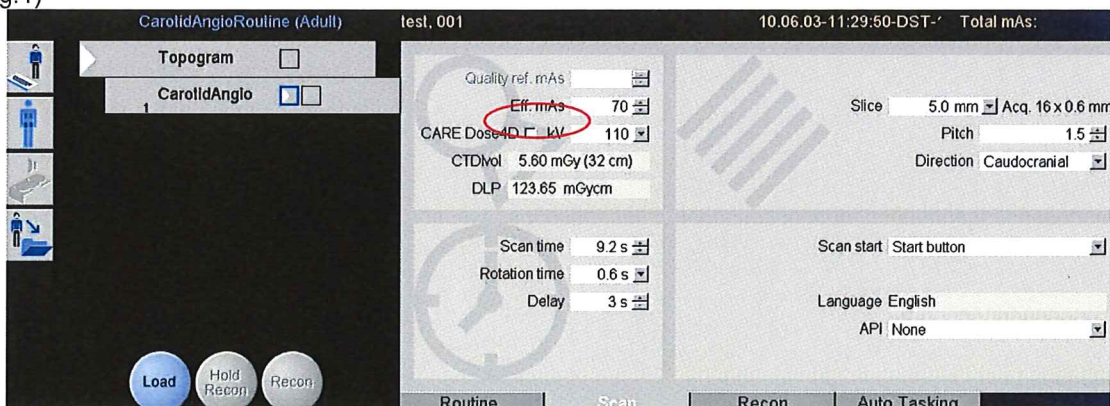 CarotidAngioRoutine (Adult)
test, 001
10.06.03-11:29:50-DST-
Total mAs:
Topogram
1 CarotidAngio
Load
Hold Recon
Recon
Quality ref. mAs
Eff. mAs 70
CARE Dose4D kV 110
CTDIvol 5.60 mGy (32 cm)
DLP 123.65 mGycm
Slice 5.0 mm Acq. 16 x 0.6 mm
Pitch 1.5
Direction Caudocranial
Scan time 9.2 s
Rotation time 0.6 s
Delay 3 s
Scan start Start button
Language English
API None
Routine
Scan
Recon
Auto Tasking